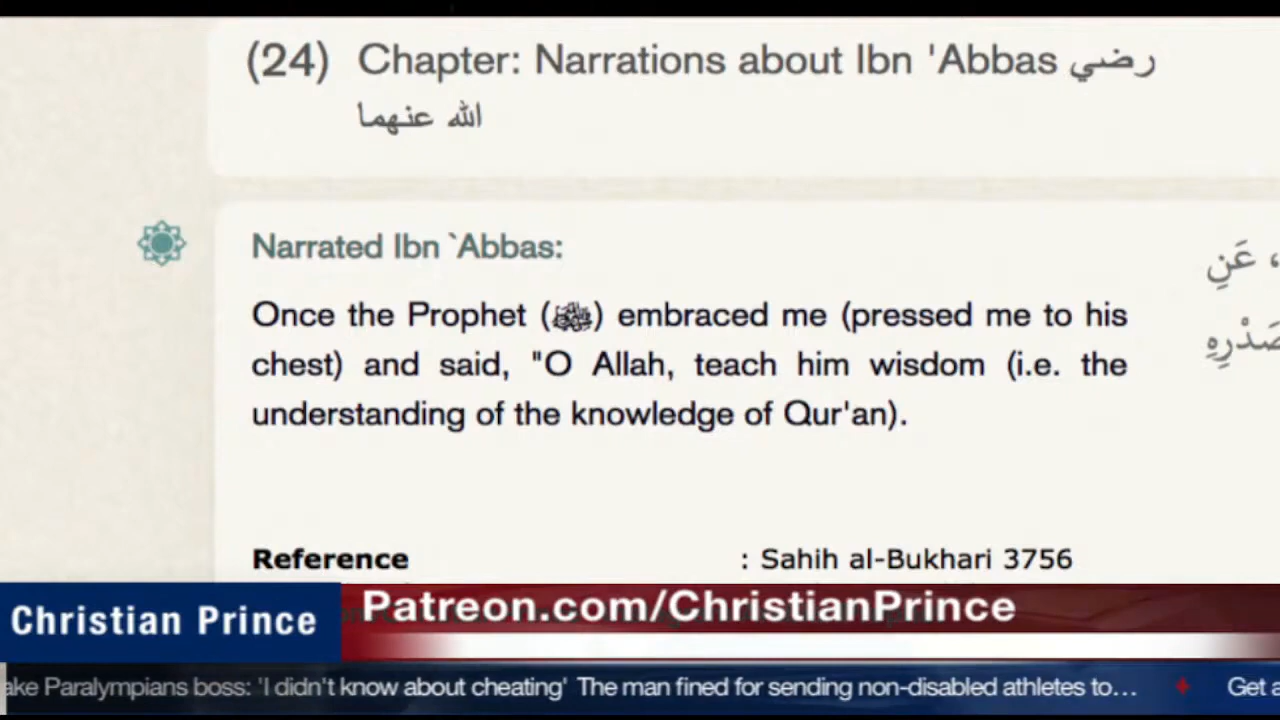 (24) Chapter: Narrations about Ibn 'Abbas رضي
الله عنهما
Narrated Ibn `Abbas:
، عَنِ
Once the Prophet (ﷺ) embraced me (pressed me to his
chest) and said, "O Allah, teach him wisdom (i.e. the
understanding of the knowledge of Qur'an).
Reference : Sahih al-Bukhari 3756
Christian Prince
Patreon.com/ChristianPrince
ake Paralympians boss: 'I didn't know about cheating' The man fined for sending non-disabled athletes to… Get a